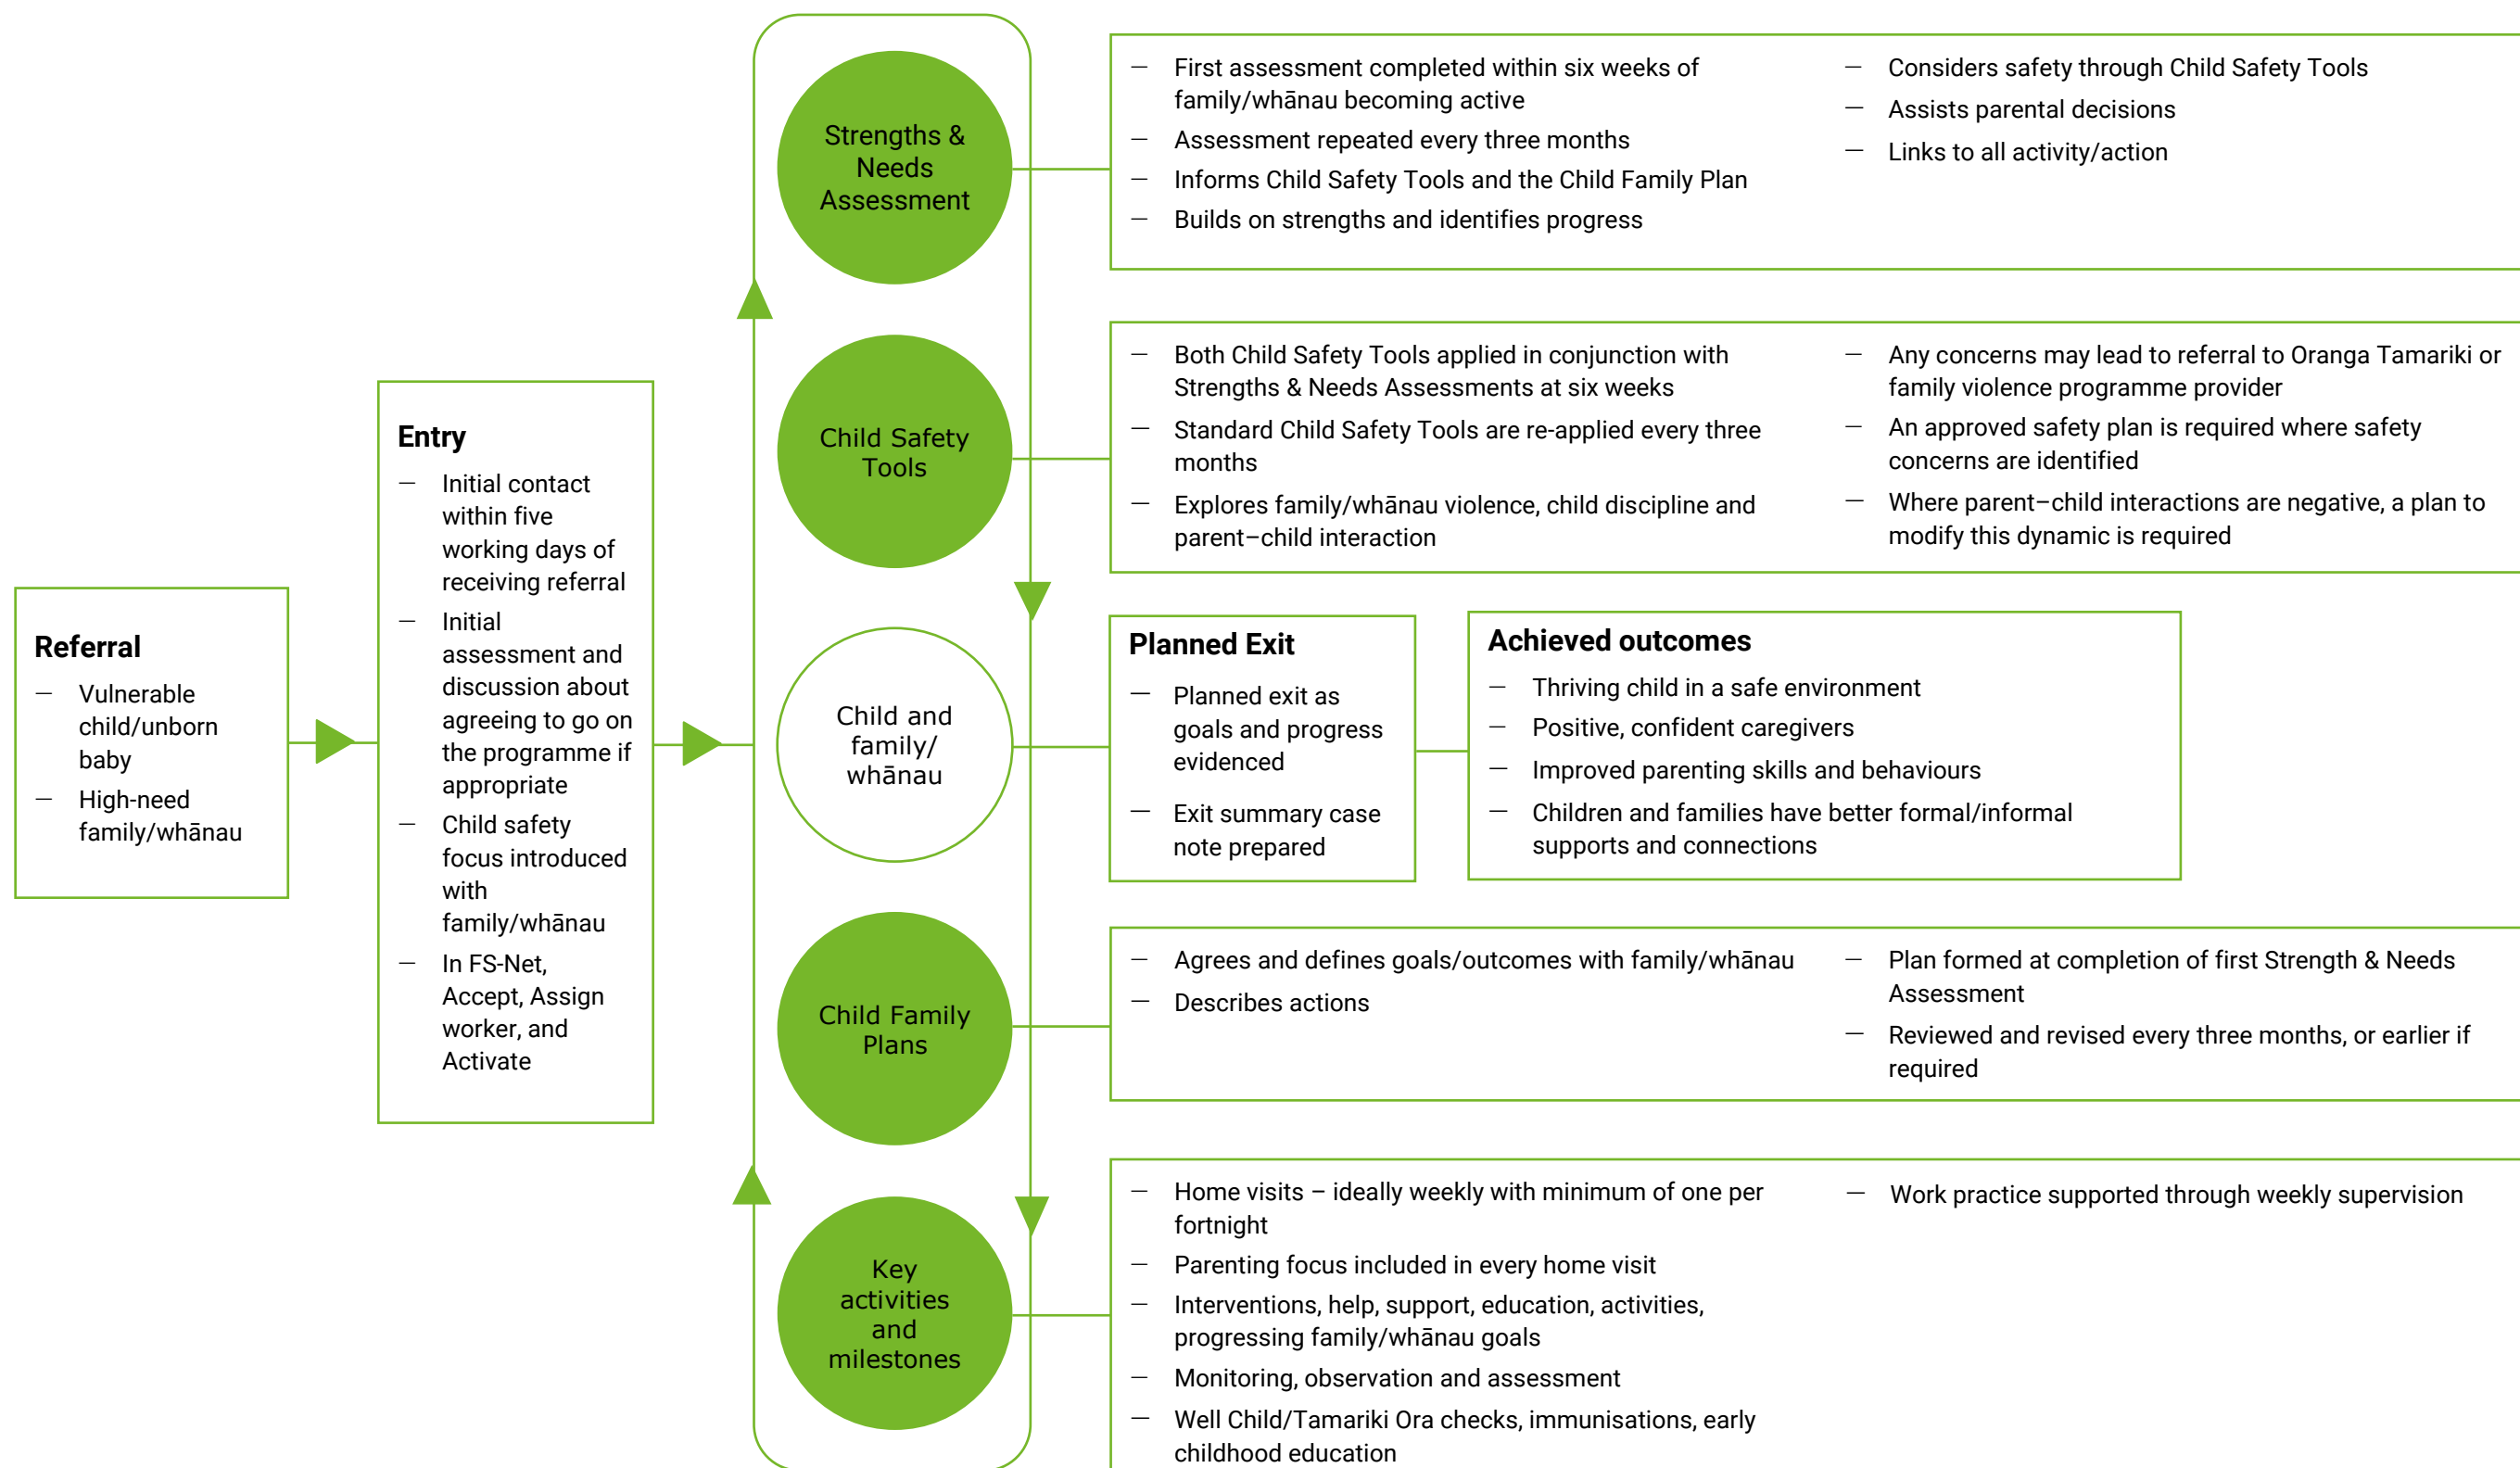 Referral
— Vulnerable
child/unborn
baby
— High-need
family/whānau
Entry
— Initial contact
within five
working days of
receiving referral
— Initial
assessment and
discussion about
agreeing to go on
the programme if
appropriate
— Child safety
focus introduced
with
family/whānau
— In FS-Net,
Accept, Assign
worker, and
Activate
Strengths &
Needs
Assessment
— First assessment completed within six weeks of
family/whānau becoming active
— Assessment repeated every three months
— Informs Child Safety Tools and the Child Family Plan
— Builds on strengths and identifies progress
— Considers safety through Child Safety Tools
— Assists parental decisions
— Links to all activity/action
Child Safety
Tools
— Both Child Safety Tools applied in conjunction with
Strengths & Needs Assessments at six weeks
— Standard Child Safety Tools are re-applied every three
months
— Explores family/whānau violence, child discipline and
parent–child interaction
— Any concerns may lead to referral to Oranga Tamariki or
family violence programme provider
— An approved safety plan is required where safety
concerns are identified
— Where parent–child interactions are negative, a plan to
modify this dynamic is required
Child and
family/
whānau
Planned Exit
— Planned exit as
goals and progress
evidenced
— Exit summary case
note prepared
Achieved outcomes
— Thriving child in a safe environment
— Positive, confident caregivers
— Improved parenting skills and behaviours
— Children and families have better formal/informal
supports and connections
Child Family
Plans
— Agrees and defines goals/outcomes with family/whānau
— Describes actions
— Plan formed at completion of first Strength & Needs
Assessment
— Reviewed and revised every three months, or earlier if
required
Key
activities
and
milestones
— Home visits – ideally weekly with minimum of one per
fortnight
— Parenting focus included in every home visit
— Interventions, help, support, education, activities,
progressing family/whānau goals
— Monitoring, observation and assessment
— Well Child/Tamariki Ora checks, immunisations, early
childhood education
— Work practice supported through weekly supervision